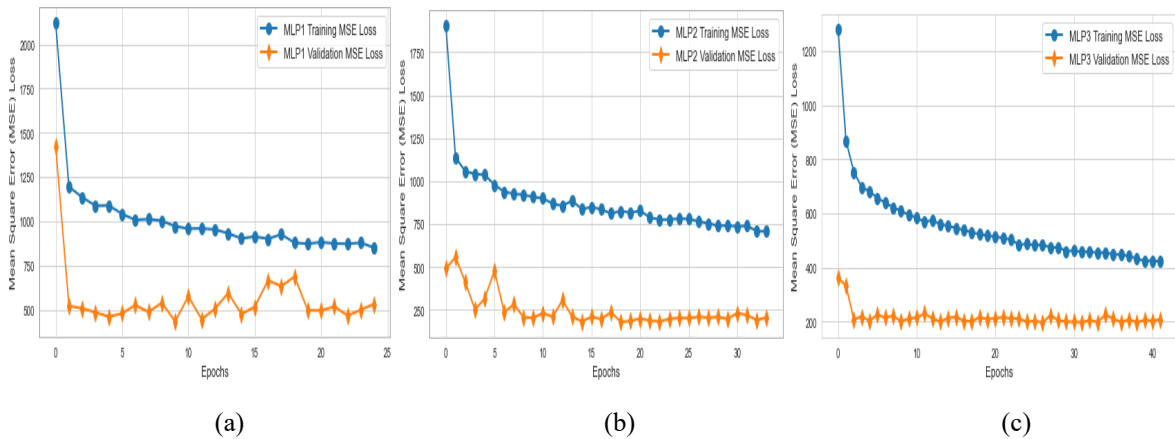 MLP1 Training MSE Loss
MLP1 Validation MSE Loss
Mean Square Error (MSE) Loss
2000
1750
1500
1250
1000
750
500
0 5 10 15 20 25
Epochs
(a)
MLP2 Training MSE Loss
MLP2 Validation MSE Loss
Mean Square Error (MSE) Loss
1750
1500
1250
1000
750
500
250
0 5 10 15 20 25 30
Epochs
(b)
MLP3 Training MSE Loss
MLP3 Validation MSE Loss
Mean Square Error (MSE) Loss
1200
1000
800
600
400
200
0 10 20 30 40
Epochs
(c)